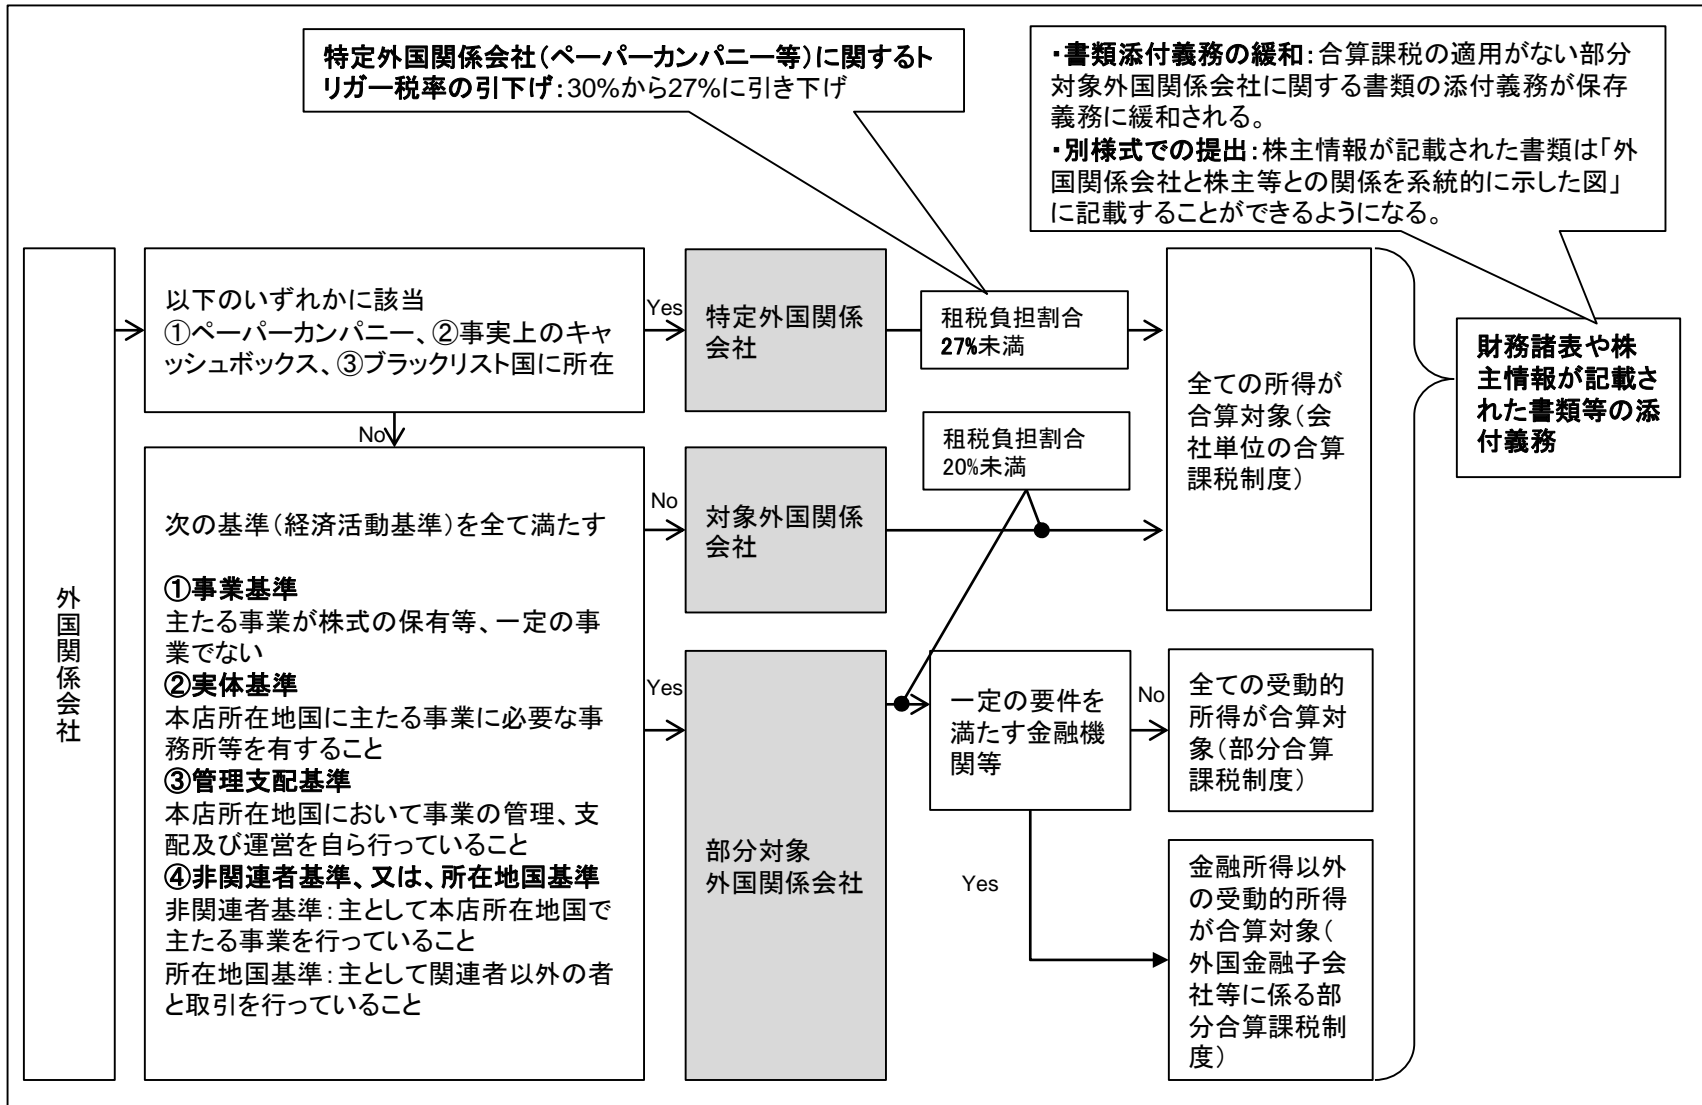 特定外国関係会社（ペーパーカンパニー等）に関するト
リガー税率の引下げ：30%から27%に引き下げ
・書類添付義務の緩和：合算課税の適用がない部分
対象外国関係会社に関する書類の添付義務が保存
義務に緩和される。
・別様式での提出：株主情報が記載された書類は「外
国関係会社と株主等との関係を系統的に示した図」
に記載することができるようになる。
外国関係会社
以下のいずれかに該当
①ペーパーカンパニー、②事実上のキャ
ッシュボックス、③ブラックリスト国に所在
Yes
特定外国関係
会社
租税負担割合
27%未満
全ての所得が
合算対象（会
社単位の合算
課税制度）
財務諸表や株
主情報が記載さ
れた書類等の添
付義務
No
次の基準（経済活動基準）を全て満たす
①事業基準
主たる事業が株式の保有等、一定の事
業でない
②実体基準
本店所在地国に主たる事業に必要な事
務所等を有すること
③管理支配基準
本店所在地国において事業の管理、支
配及び運営を自ら行っていること
④非関連者基準、又は、所在地国基準
非関連者基準：主として本店所在地国で
主たる事業を行っていること
所在地国基準：主として関連者以外の者
と取引を行っていること
No
対象外国関係
会社
租税負担割合
20%未満
Yes
部分対象
外国関係会社
一定の要件を
満たす金融機
関等
No
全ての受動的
所得が合算対
象（部分合算
課税制度）
Yes
金融所得以外
の受動的所得
が合算対象（
外国金融子会
社等に係る部
分合算課税制
度）